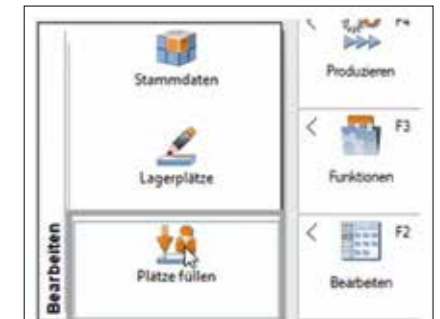 F4
Stammdaten
Produzieren
F3
Lagerplätze
Funktionen
F2
Plätze füllen
Bearbeiten
Bearbeiten